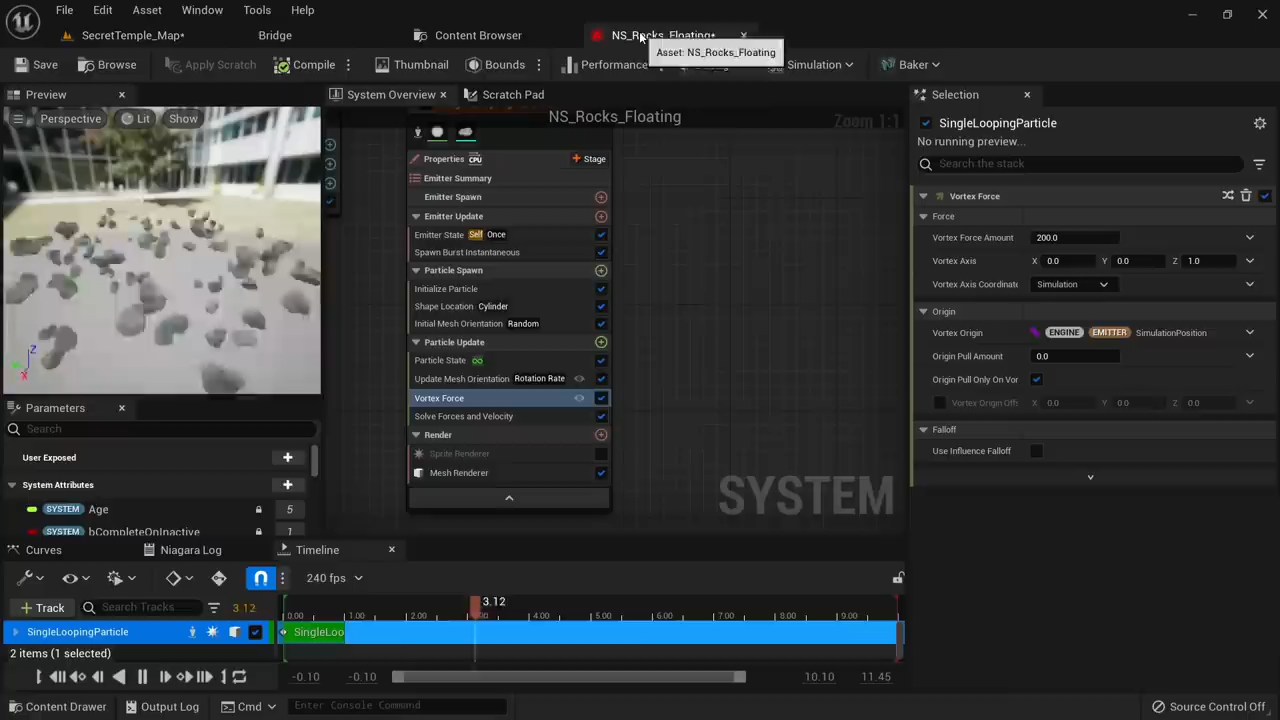 File Edit Window Tools Help
SecretTemple_Map* Bridge Content Browser NS_Rocks_Floating*
Asset: NS_Rocks_Floating
Save Browse Apply Scratch Compile Thumbnail Bounds Performance Simulation Baker
Preview System Overview Scratch Pad Selection
Perspective Lit Show
NS_Rocks_Floating Zoom 1:1
SingleLoopingParticle
No running preview...
Search the stack
Properties CPU Stage
Emitter Summary
Emitter Spawn
Emitter Update
Emitter State Self Once
Spawn Burst Instantaneous
Particle Spawn
Initialize Particle
Shape Location Cylinder
Initial Mesh Orientation Random
Particle Update
Particle State
Update Mesh Orientation Rotation Rate
Vortex Force
Solve Forces and Velocity
Render
Sprite Renderer
Mesh Renderer
SYSTEM
Vortex Force
Force
Vortex Force Amount 200.0
Vortex Axis X 0.0 Y 0.0 Z 1.0
Vortex Axis Coordinate Simulation
Origin
Vortex Origin ENGINE EMITTER SimulationPosition
Origin Pull Amount 0.0
Origin Pull Only On Vor
Vortex Origin Offs X 0.0 Y 0.0 Z 0.0
Falloff
Use Influence Falloff
Z
X
Parameters
Search
User Exposed
System Attributes
SYSTEM Age 5
SYSTEM bCompleteOnInactive 1
Curves Niagara Log Timeline
240 fps
Track Search Tracks 3.12
3.12
0.00 1.00 2.00 4.00 5.00 6.00 7.00 8.00 9.00
SingleLoopingParticle SingleLoo
2 items (1 selected)
-0.10 -0.10 10.10 11.45
Content Drawer Output Log Cmd Enter Console Command Source Control Off